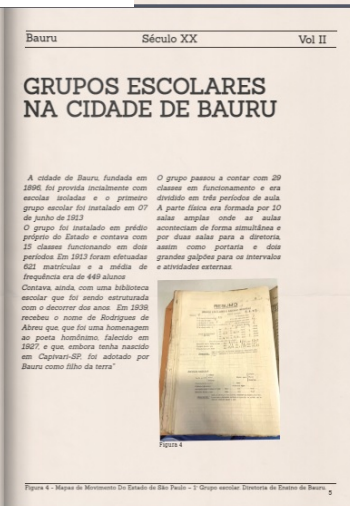 Bauru Século XX Vol II
GRUPOS ESCOLARES
NA CIDADE DE BAURU
A cidade de Bauru, fundada em
1896, foi provida incialmente com
escolas isoladas e o primeiro
grupo escolar foi instalado em 07
de junho de 1913
O grupo foi instalado em prédio
próprio do Estado e contava com
15 classes funcionando em dois
períodos. Em 1913 foram efetuadas
621 matrículas e a média de
frequência era de 449 alunos
Contava, ainda, com uma biblioteca
escolar que foi sendo estruturada
com o decorrer dos anos. Em 1939,
recebeu o nome de Rodrigues de
Abreu que, que foi uma homenagem
ao poeta homônimo, falecido em
1927, e que, embora tenha nascido
em Capivari-SP, foi adotado por
Bauru como filho da terra"
O grupo passou a contar com 29
classes em funcionamento e era
dividido em três períodos de aula.
A parte física era formada por 10
salas amplas onde as aulas
aconteciam de forma simultânea e
por duas salas para a diretoria,
assim como portaria e dois
grandes galpões para os intervalos
e atividades externas.
RESUMO
Figura 4
Figura 4 - Mapas de Movimento Do Estado de São Paulo – 1º Grupo escolar. Diretoria de Ensino de Bauru.
5